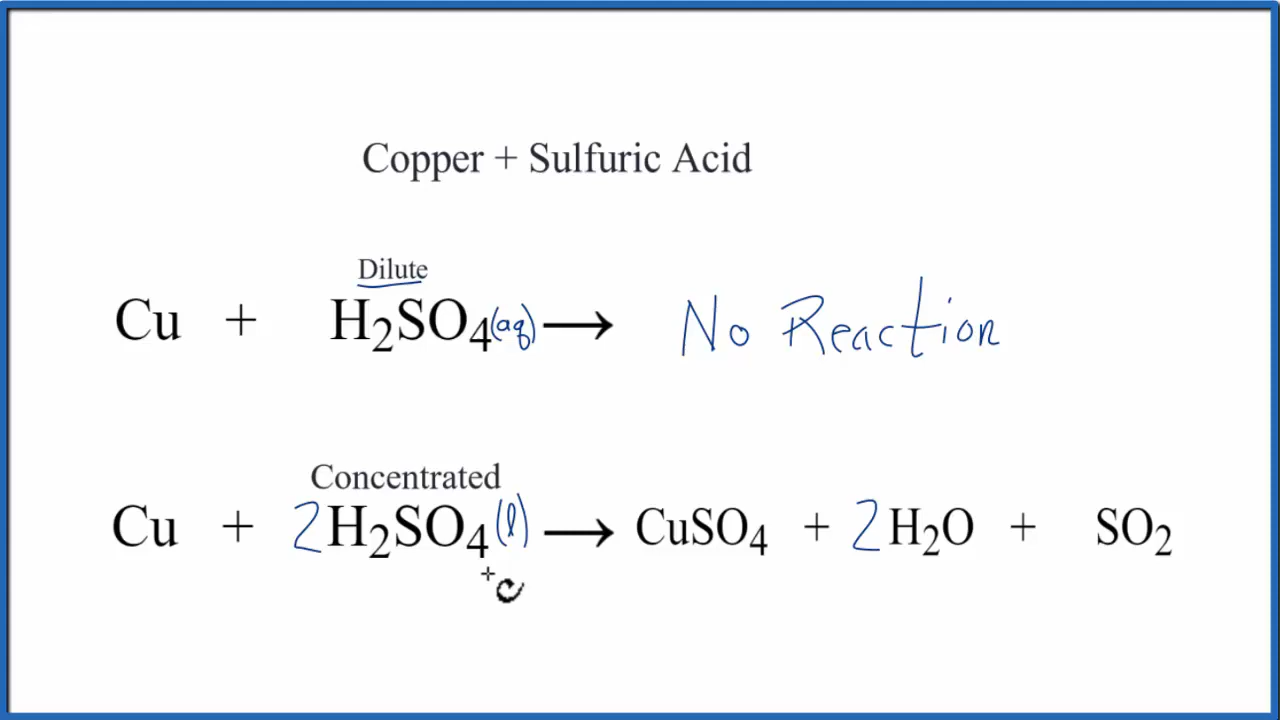 Copper + Sulfuric Acid
Dilute
Cu + H₂SO₄(aq) → No Reaction
Concentrated
Cu + 2H₂SO₄(l) → CuSO₄ + 2H₂O + SO₂